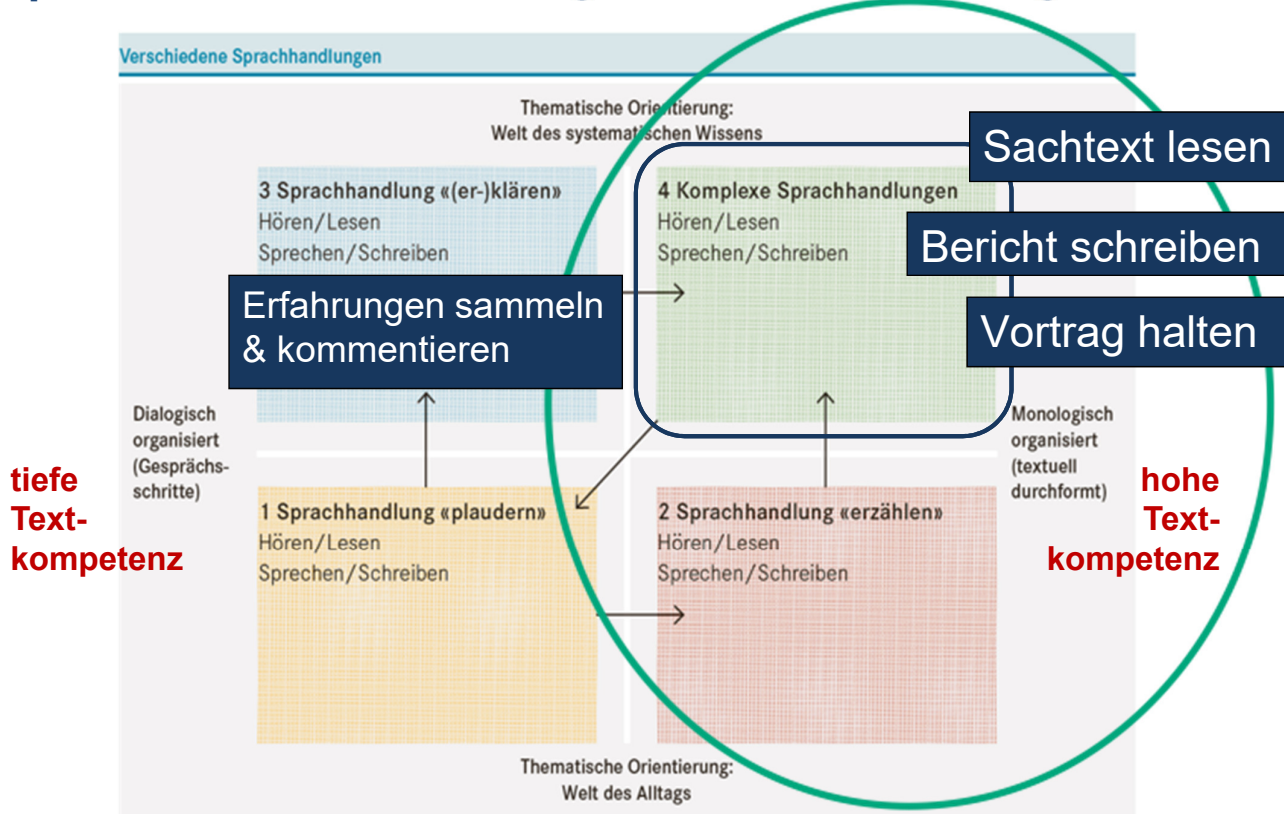 Verschiedene Sprachhandlungen
Thematische Orientierung:
Welt des systematischen Wissens
Sachtext lesen
3 Sprachhandlung «(er-)klären»
Hören/Lesen
Sprechen/Schreiben
4 Komplexe Sprachhandlungen
Hören/Lesen
Sprechen/Schreiben
Bericht schreiben
Erfahrungen sammeln
& kommentieren
Vortrag halten
Dialogisch
organisiert
(Gesprächs-
schritte)
Monologisch
organisiert
(textuell
durchformt)
tiefe
Text-
kompetenz
hohe
Text-
kompetenz
1 Sprachhandlung «plaudern»
Hören/Lesen
Sprechen/Schreiben
2 Sprachhandlung «erzählen»
Hören/Lesen
Sprechen/Schreiben
Thematische Orientierung:
Welt des Alltags